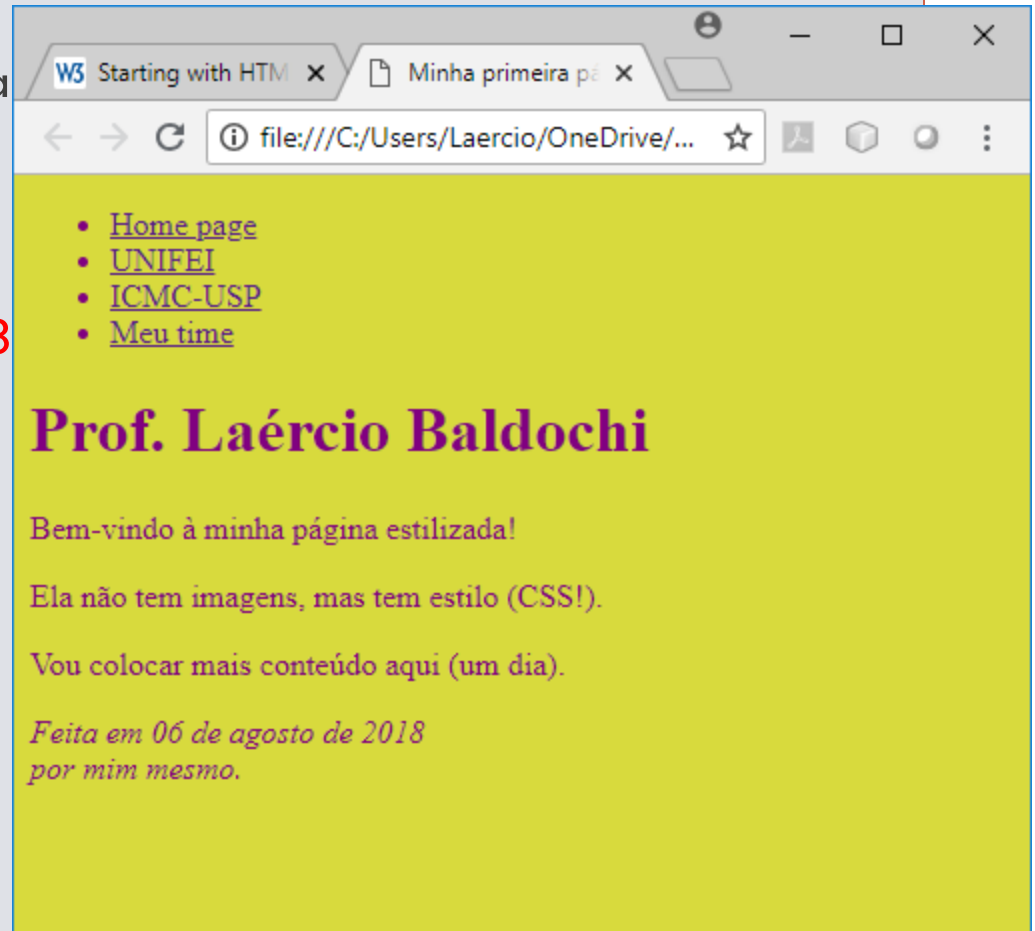 a
3
W3 Starting with HTM
Minha primeira pá
file:///C:/Users/Laercio/OneDrive/...
Home page
UNIFEI
ICMC-USP
Meu time
Prof. Laércio Baldochi
Bem-vindo à minha página estilizada!
Ela não tem imagens, mas tem estilo (CSS!).
Vou colocar mais conteúdo aqui (um dia).
Feita em 06 de agosto de 2018
por mim mesmo.